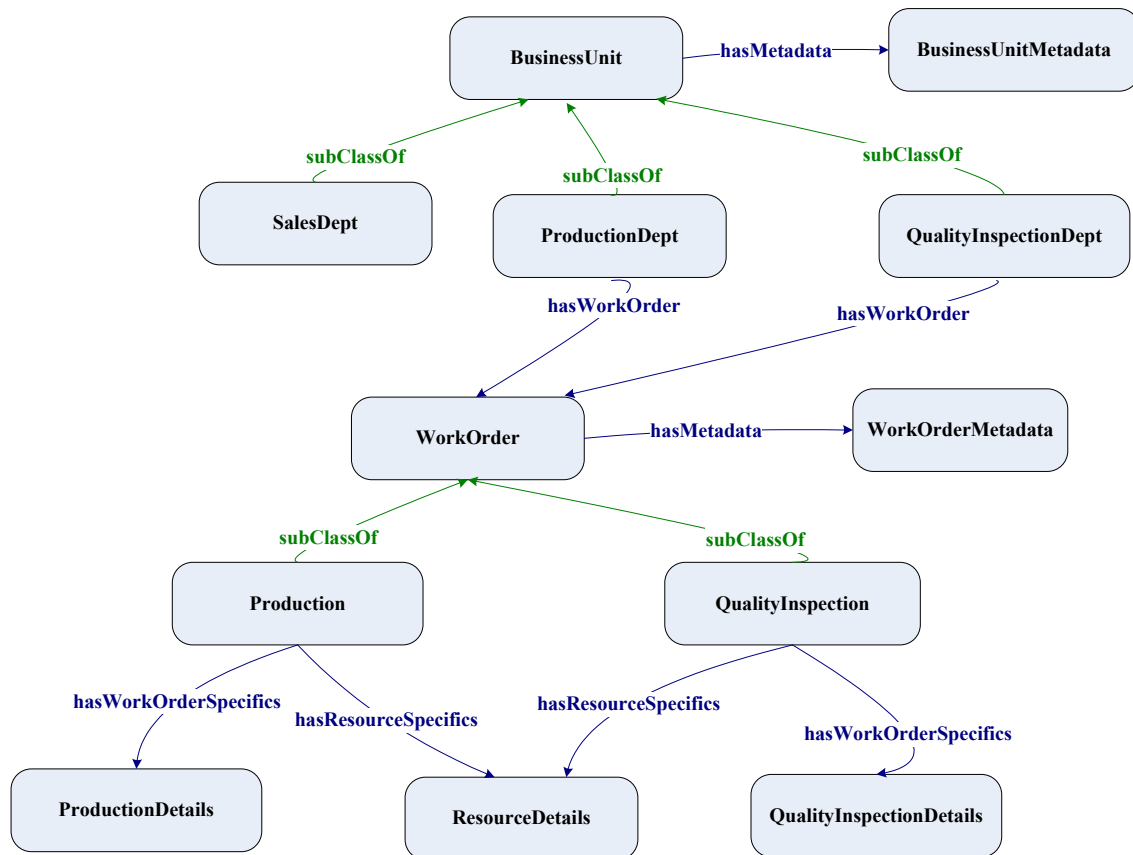 BusinessUnit
hasMetadata
BusinessUnitMetadata
subClassOf
subClassOf
subClassOf
SalesDept
ProductionDept
QualityInspectionDept
hasWorkOrder
hasWorkOrder
WorkOrder
hasMetadata
WorkOrderMetadata
subClassOf
subClassOf
Production
QualityInspection
hasWorkOrderSpecifics
hasResourceSpecifics
hasResourceSpecifics
hasWorkOrderSpecifics
ProductionDetails
ResourceDetails
QualityInspectionDetails